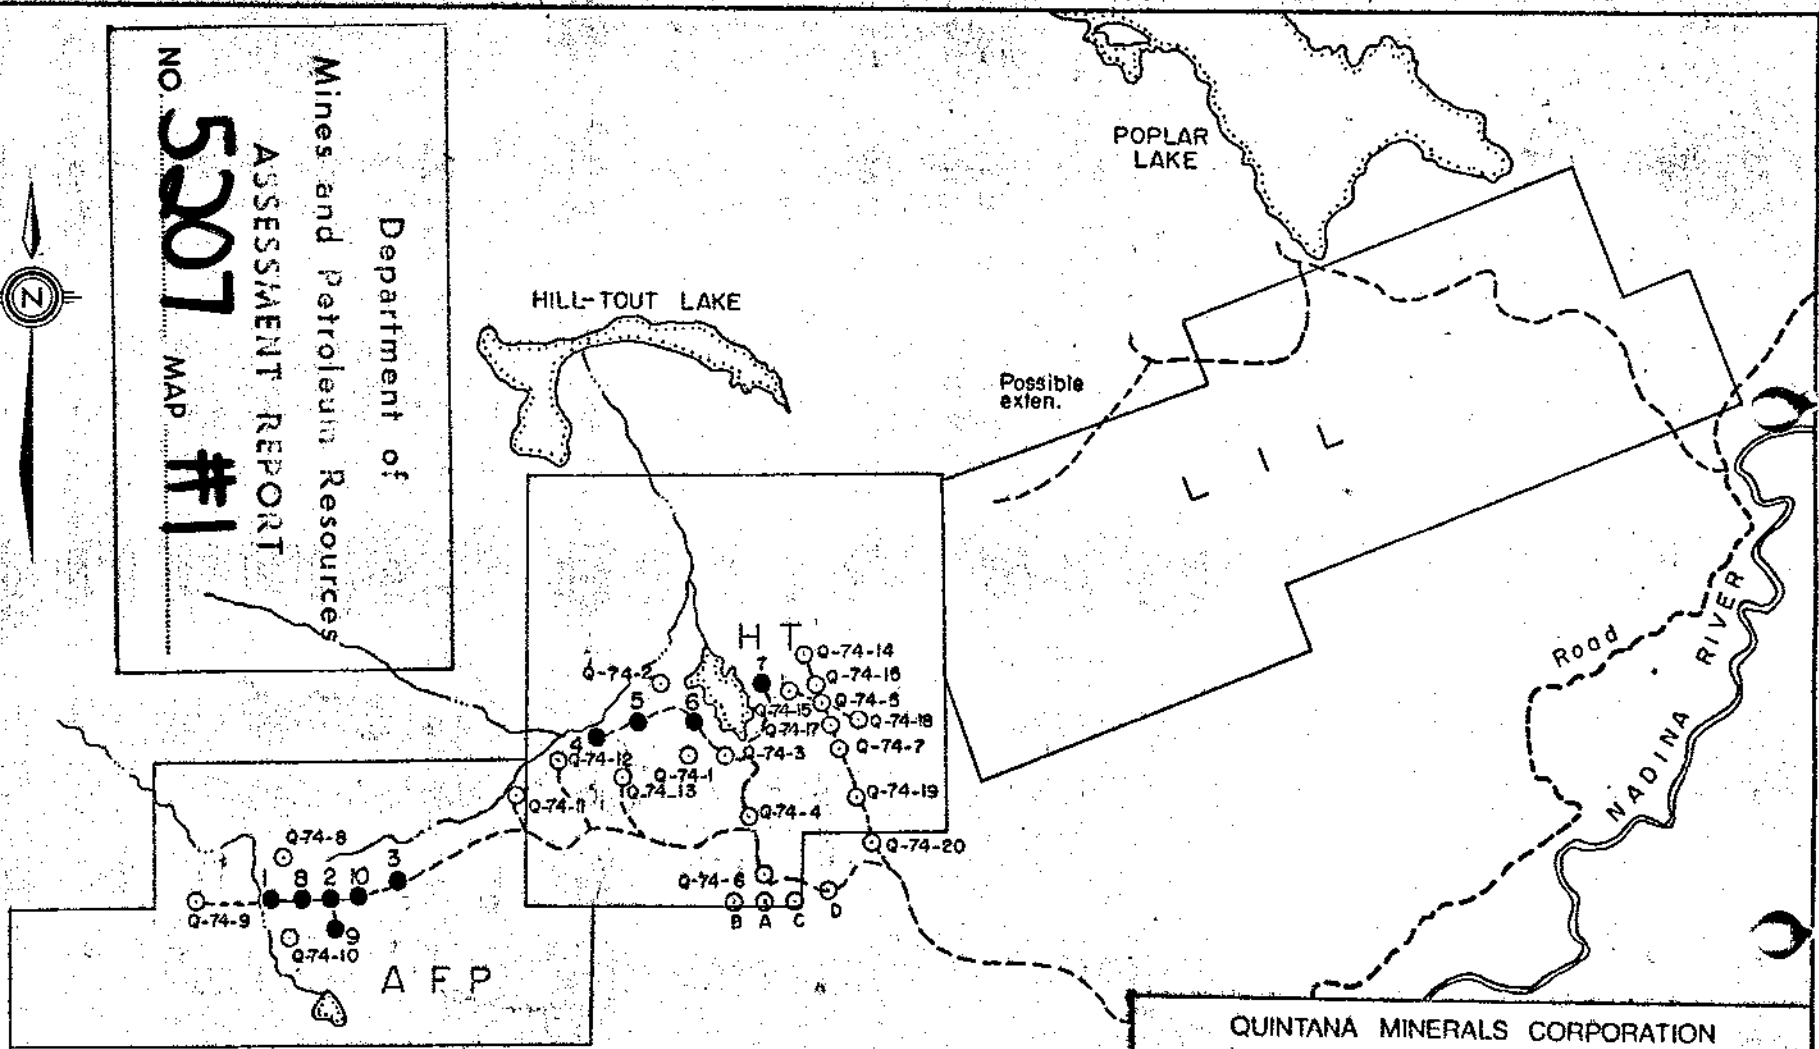 Department of
Mines and Petroleum Resources
ASSESSMENT REPORT
NO. 5207 MAP #1
N
POPLAR
LAKE
HILL-TOUT LAKE
Possible
exten.
L I L
Road
NADINA RIVER
H T
Q-74-14
Q-74-2
7
Q-74-16
5
6
Q-74-5
Q-74-15
Q-74-18
Q-74-17
4
Q-74-12
Q-74-1
Q-74-3
Q-74-7
Q-74-13
Q-74-11
Q-74-19
Q-74-4
Q-74-8
Q-74-20
1
8
2
10
3
Q-74-6
Q-74-9
B
A
C
D
9
Q-74-10
A F P
QUINTANA MINERALS CORPORATION